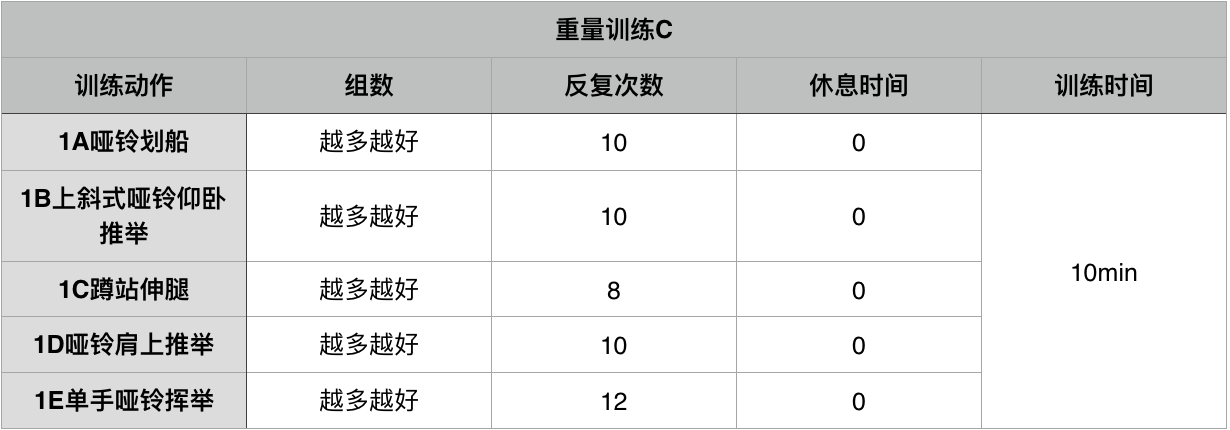 重量训练C
训练动作 组数 反复次数 休息时间 训练时间
1A哑铃划船 越多越好 10 0
1B上斜式哑铃仰卧
推举 越多越好 10 0
1C蹲站伸腿 越多越好 8 0
10min
1D哑铃肩上推举 越多越好 10 0
1E单手哑铃挥举 越多越好 12 0